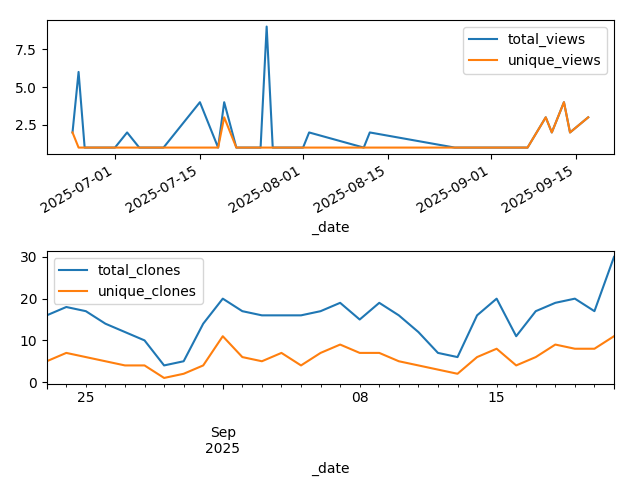 total_views
unique_views
7.5
5.0
2.5
2025-07-01
2025-07-15
2025-08-01
2025-08-15
2025-09-01
2025-09-15
_date
total_clones
unique_clones
30
20
10
0
25
08
15
Sep
2025
_date